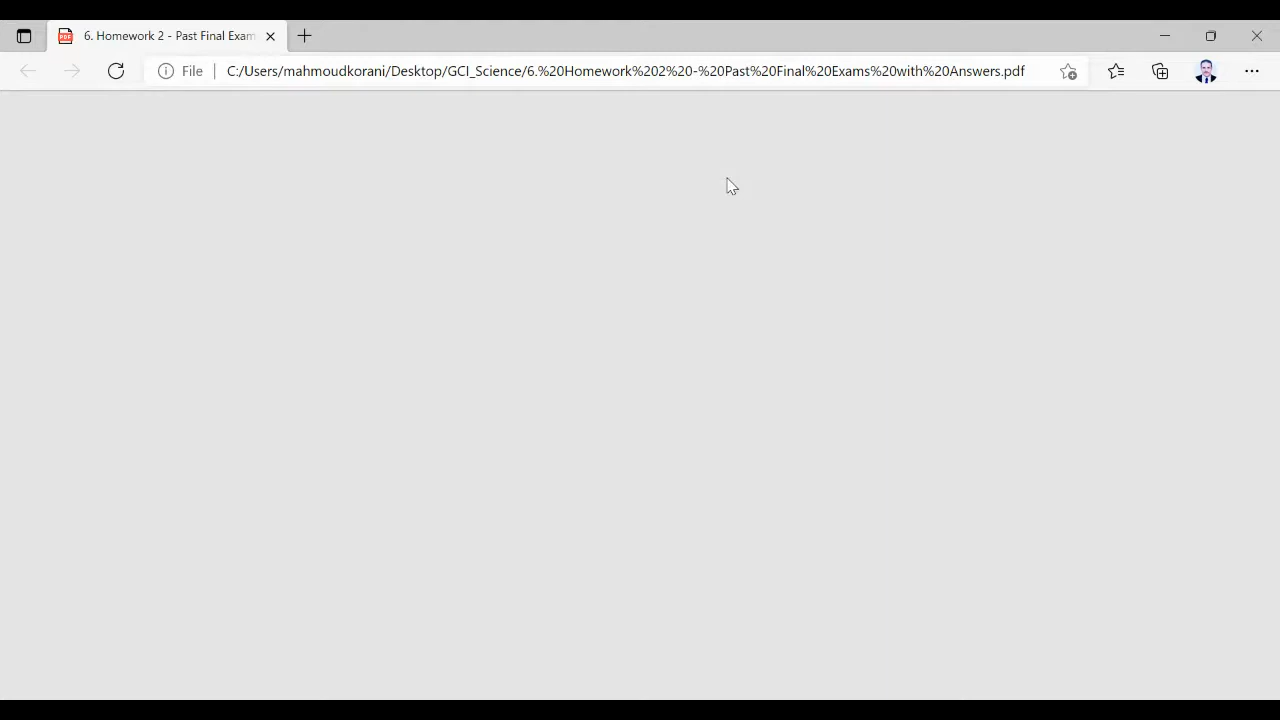 6. Homework 2 - Past Final Exam
File
C:/Users/mahmoudkorani/Desktop/GCI_Science/6.%20Homework%202%20-%20Past%20Final%20Exams%20with%20Answers.pdf
PDF